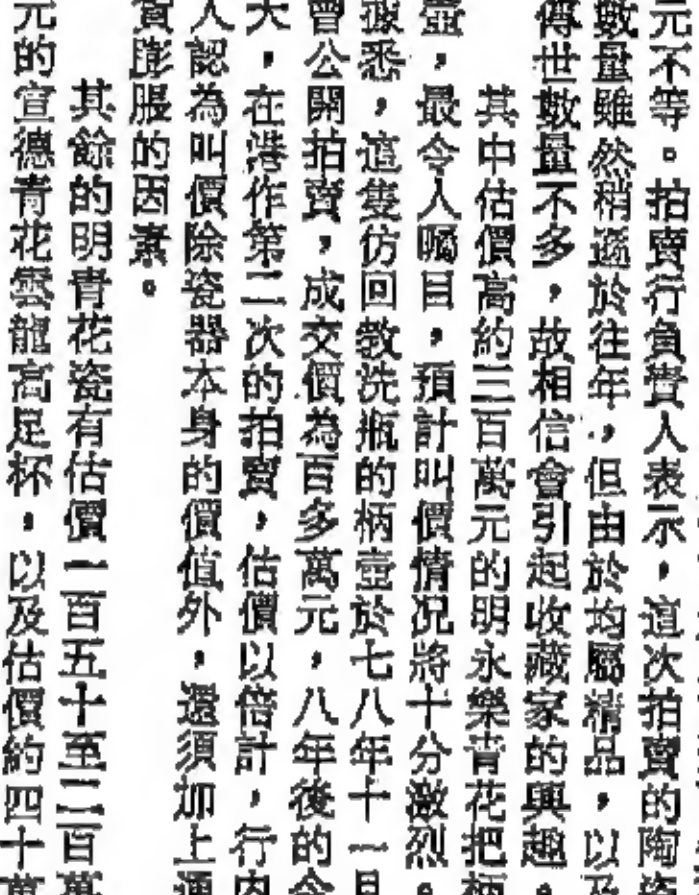 元不等。拍賣行負責人表示，這次拍賣的陶瓷
數量雖然稍遜於往年，但由於均屬精品，以及
傳世數量不多，故相信會引起收藏家的興趣。
其中估價高約三百萬元的明永樂青花把柄
壺，最令人矚目，預計叫價情況將十分激烈。
據悉，這隻仿回教洗瓶的柄壺於七八年十一月
曾公開拍賣，成交價為百多萬元，八年後的今
天，在港作第二次的拍賣，估價以倍計，行內
人認為叫價除瓷器本身的價值外，還須加上通
貨膨脹的因素。
其餘的明青花瓷有估價一百五十至二百萬
元的宣德青花雲龍高足杯，以及估價約四十萬